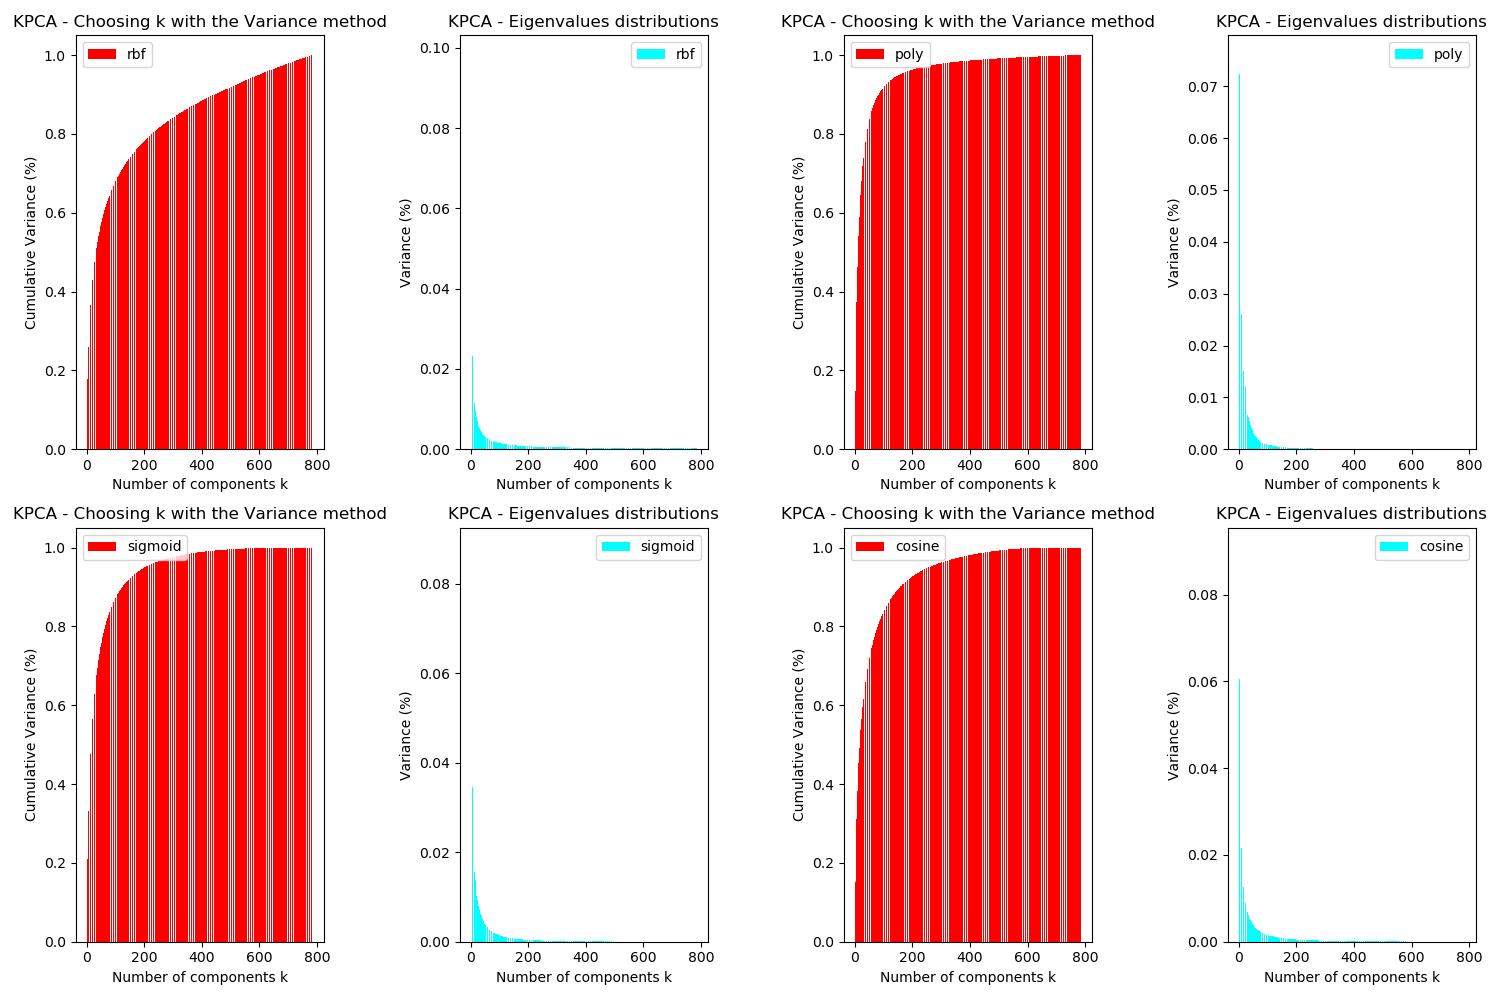 KPCA - Choosing k with the Variance method
rbf
1.0
0.8
0.6
0.4
0.2
0.0
Cumulative Variance (%)
0 200 400 600 800
Number of components k
KPCA - Eigenvalues distributions
rbf
0.10
0.08
0.06
0.04
0.02
0.00
Variance (%)
0 200 400 600 800
Number of components k
KPCA - Choosing k with the Variance method
poly
1.0
0.8
0.6
0.4
0.2
0.0
Cumulative Variance (%)
0 200 400 600 800
Number of components k
KPCA - Eigenvalues distributions
poly
0.07
0.06
0.05
0.04
0.03
0.02
0.01
0.00
Variance (%)
0 200 400 600 800
Number of components k
KPCA - Choosing k with the Variance method
sigmoid
1.0
0.8
0.6
0.4
0.2
0.0
Cumulative Variance (%)
0 200 400 600 800
Number of components k
KPCA - Eigenvalues distributions
sigmoid
0.08
0.06
0.04
0.02
0.00
Variance (%)
0 200 400 600 800
Number of components k
KPCA - Choosing k with the Variance method
cosine
1.0
0.8
0.6
0.4
0.2
0.0
Cumulative Variance (%)
0 200 400 600 800
Number of components k
KPCA - Eigenvalues distributions
cosine
0.08
0.06
0.04
0.02
0.00
Variance (%)
0 200 400 600 800
Number of components k